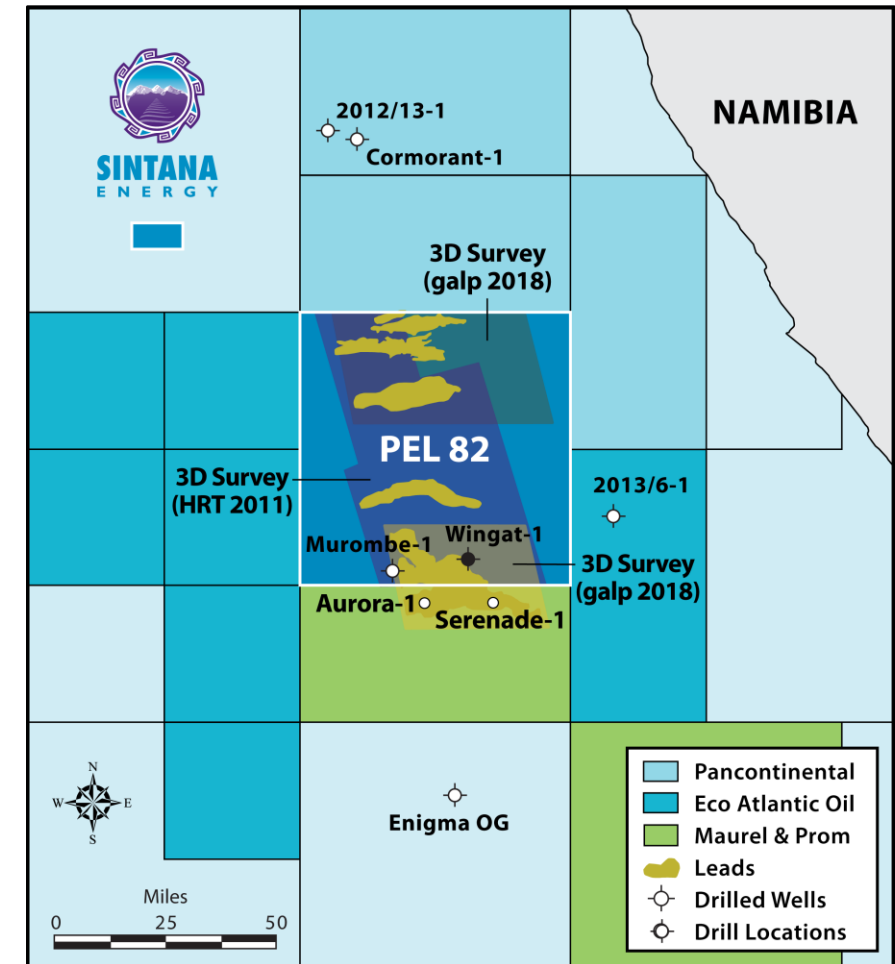 SINTANA
ENERGY
NAMIBIA
2012/13-1
Cormorant-1
3D Survey
(galp 2018)
PEL 82
3D Survey
(HRT 2011)
2013/6-1
Murombe-1
Wingat-1
3D Survey
(galp 2018)
Aurora-1
Serenade-1
Enigma OG
N
W
E
S
Miles
0 25 50
Pancontinental
Eco Atlantic Oil
Maurel & Prom
Leads
Drilled Wells
Drill Locations